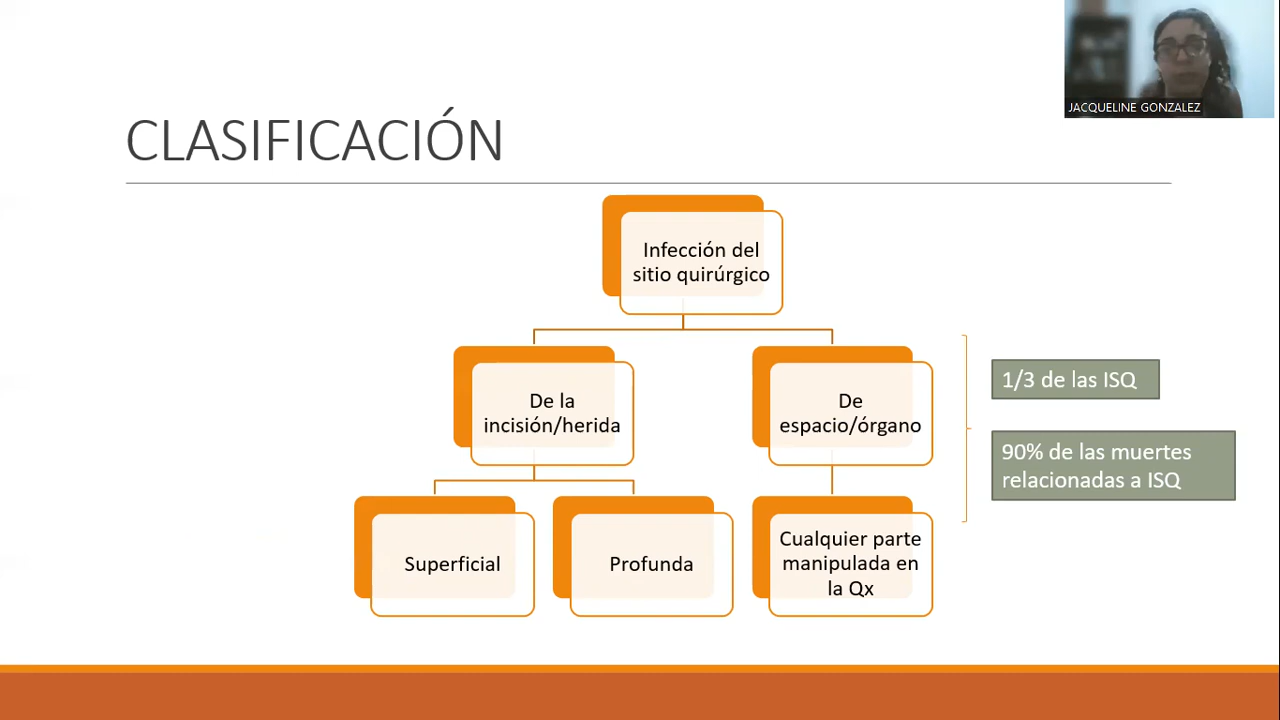 JACQUELINE GONZALEZ
CLASIFICACIÓN
Infección del
sitio quirúrgico
De la
incisión/herida
De
espacio/órgano
1/3 de las ISQ
90% de las muertes
relacionadas a ISQ
Superficial
Profunda
Cualquier parte
manipulada en
la Qx